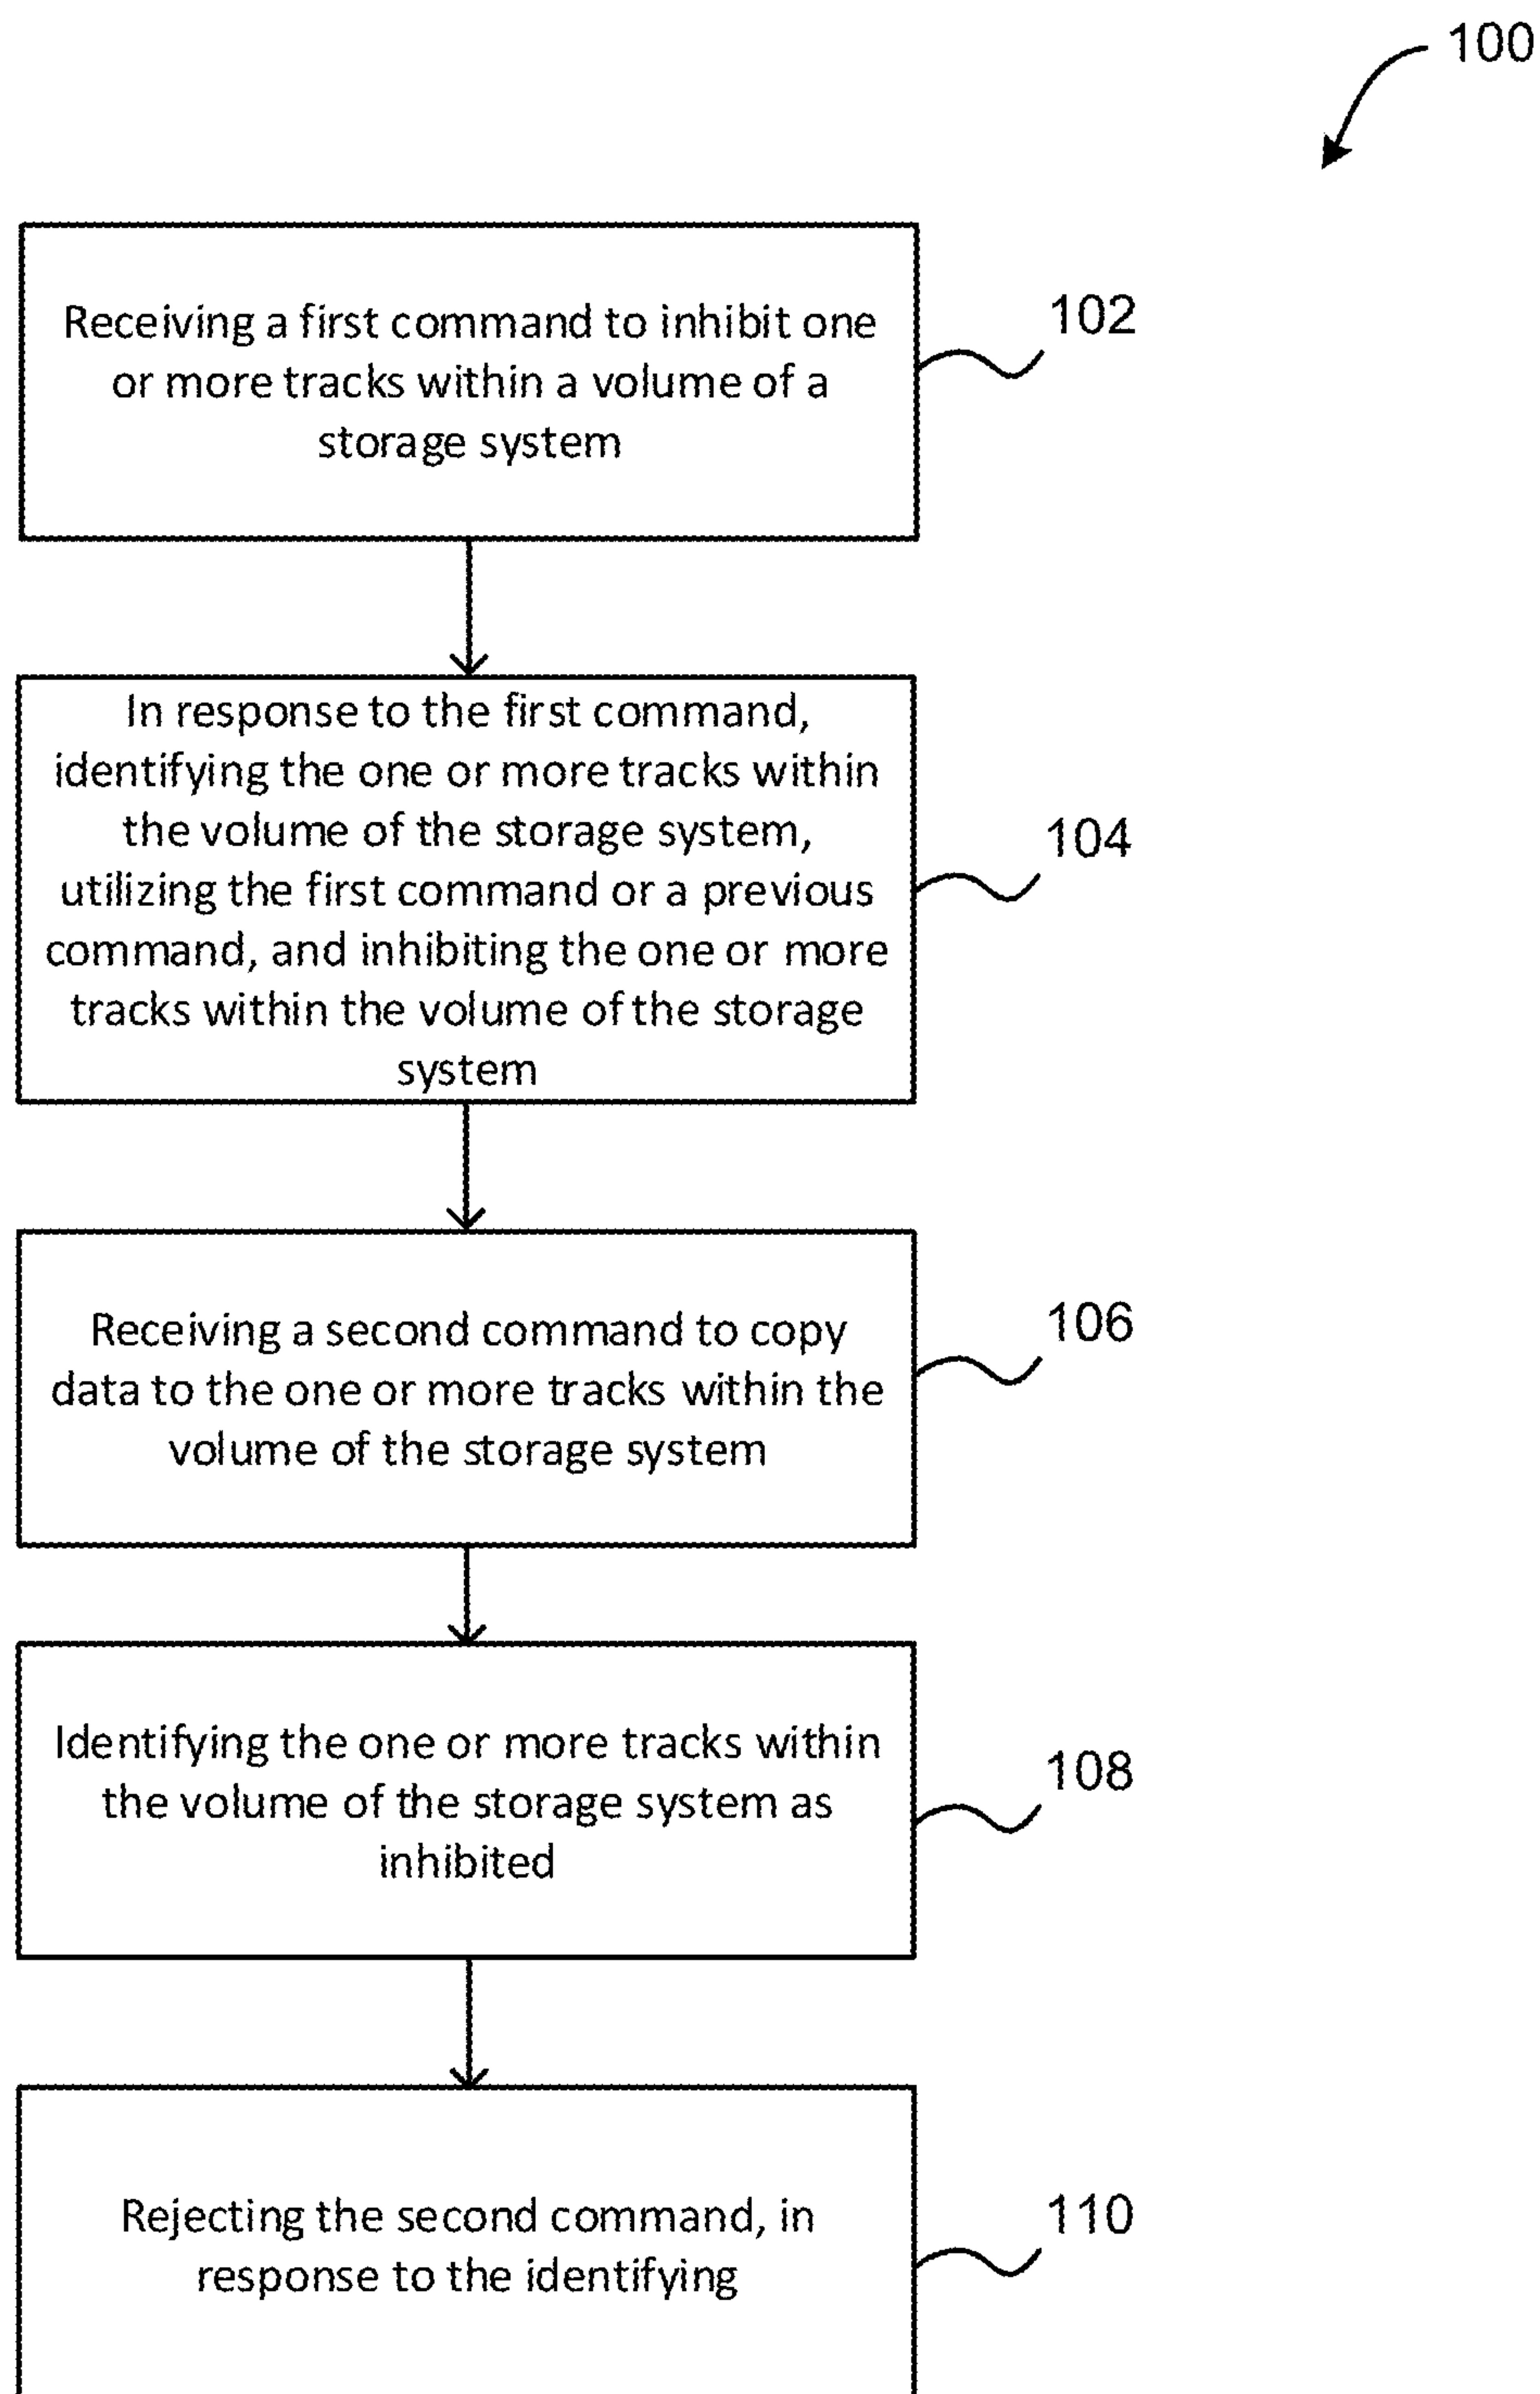 100
Receiving a first command to inhibit one
or more tracks within a volume of a
storage system
102
In response to the first command,
identifying the one or more tracks within
the volume of the storage system,
utilizing the first command or a previous
command, and inhibiting the one or more
tracks within the volume of the storage
system
104
Receiving a second command to copy
data to the one or more tracks within the
volume of the storage system
106
Identifying the one or more tracks within
the volume of the storage system as
inhibited
108
Rejecting the second command, in
response to the identifying
110